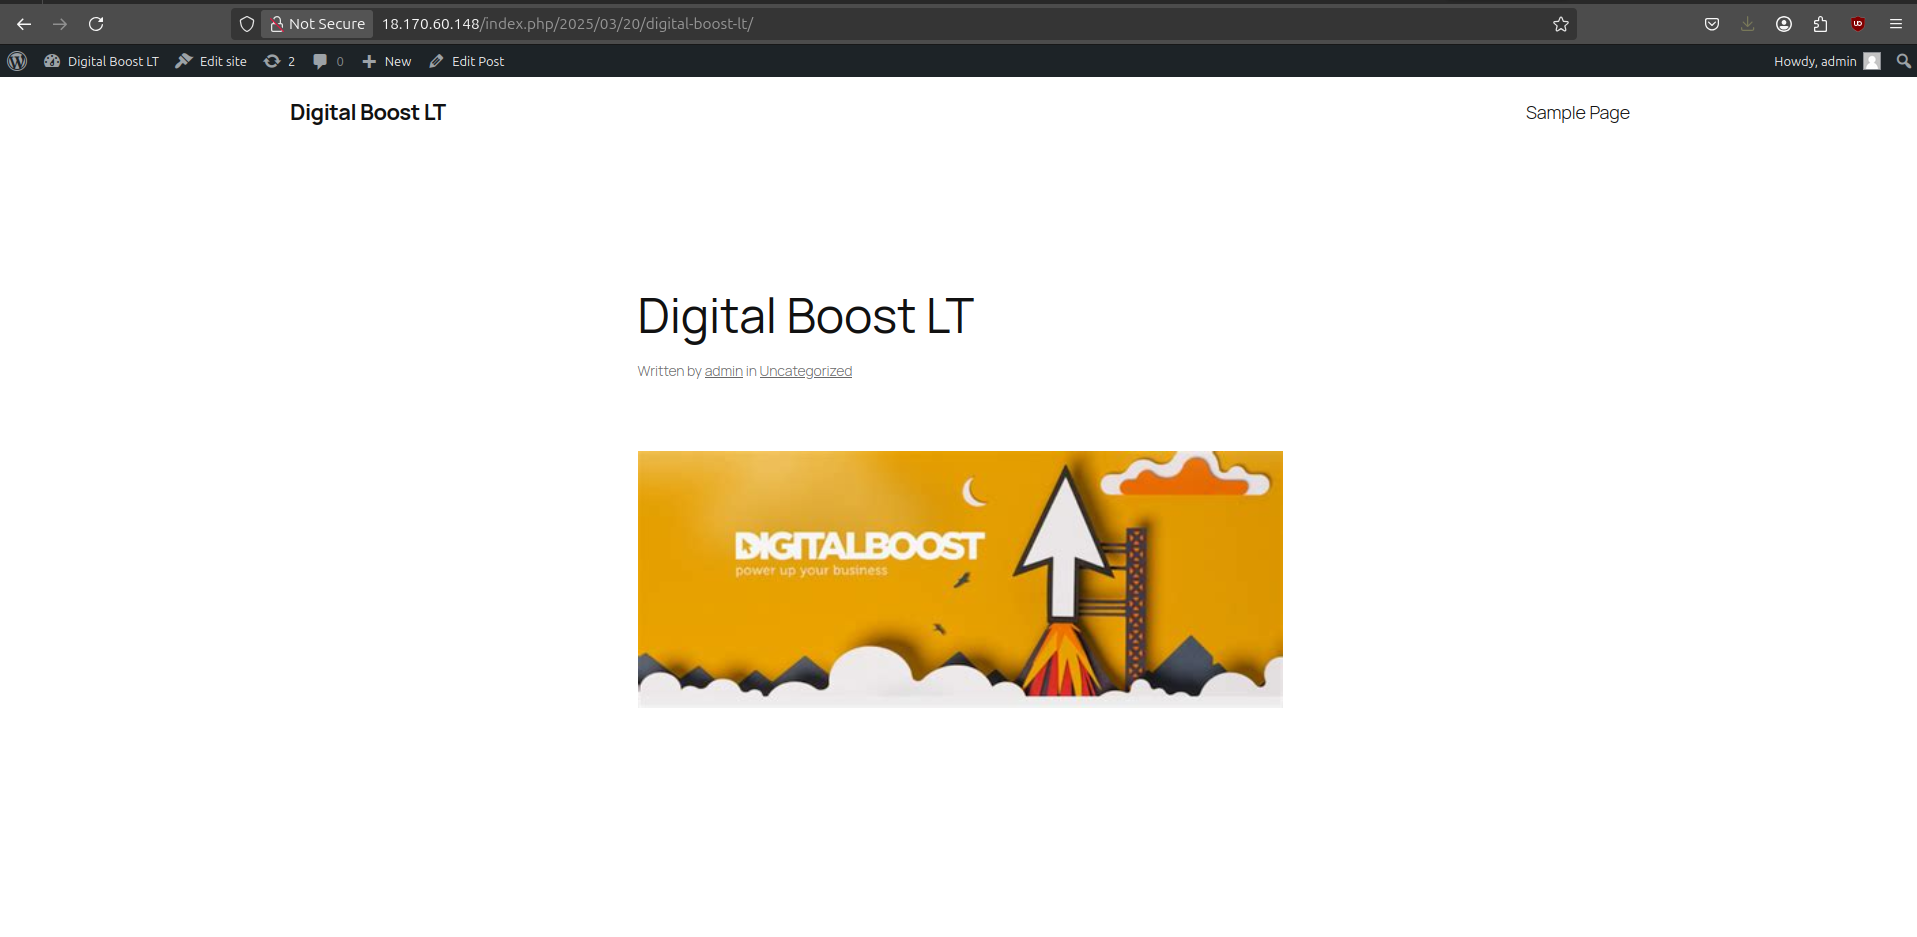 Not Secure 18.170.60.148/index.php/2025/03/20/digital-boost-lt/
Digital Boost LT Edit site 2 0 New Edit Post Howdy, admin
Digital Boost LT Sample Page
Digital Boost LT
Written by admin in Uncategorized
DIGITALBOOST
power up your business